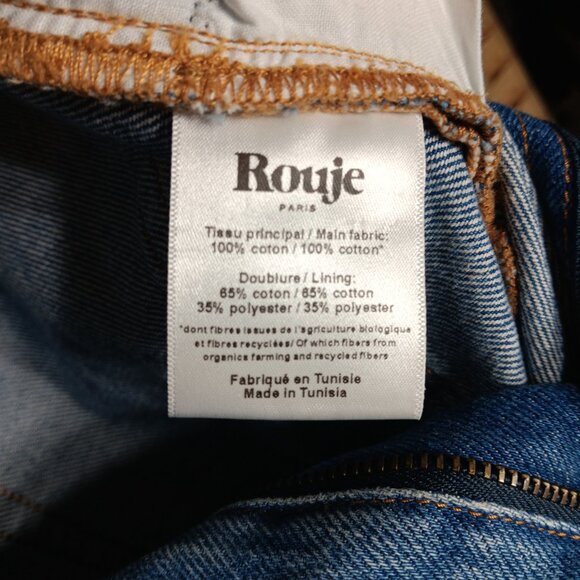 Rouje
PARIS
Tissu principal / Main fabric:
100% coton / 100% cotton*
Doublure / Lining:
65% coton / 65% cotton
35% polyester / 35% polyester
*dont fibres issues de l'agriculture biologique
et fibres recyclées/ Of which fibers from
organics farming and recycled fibers
Fabriqué en Tunisie
Made in Tunisia